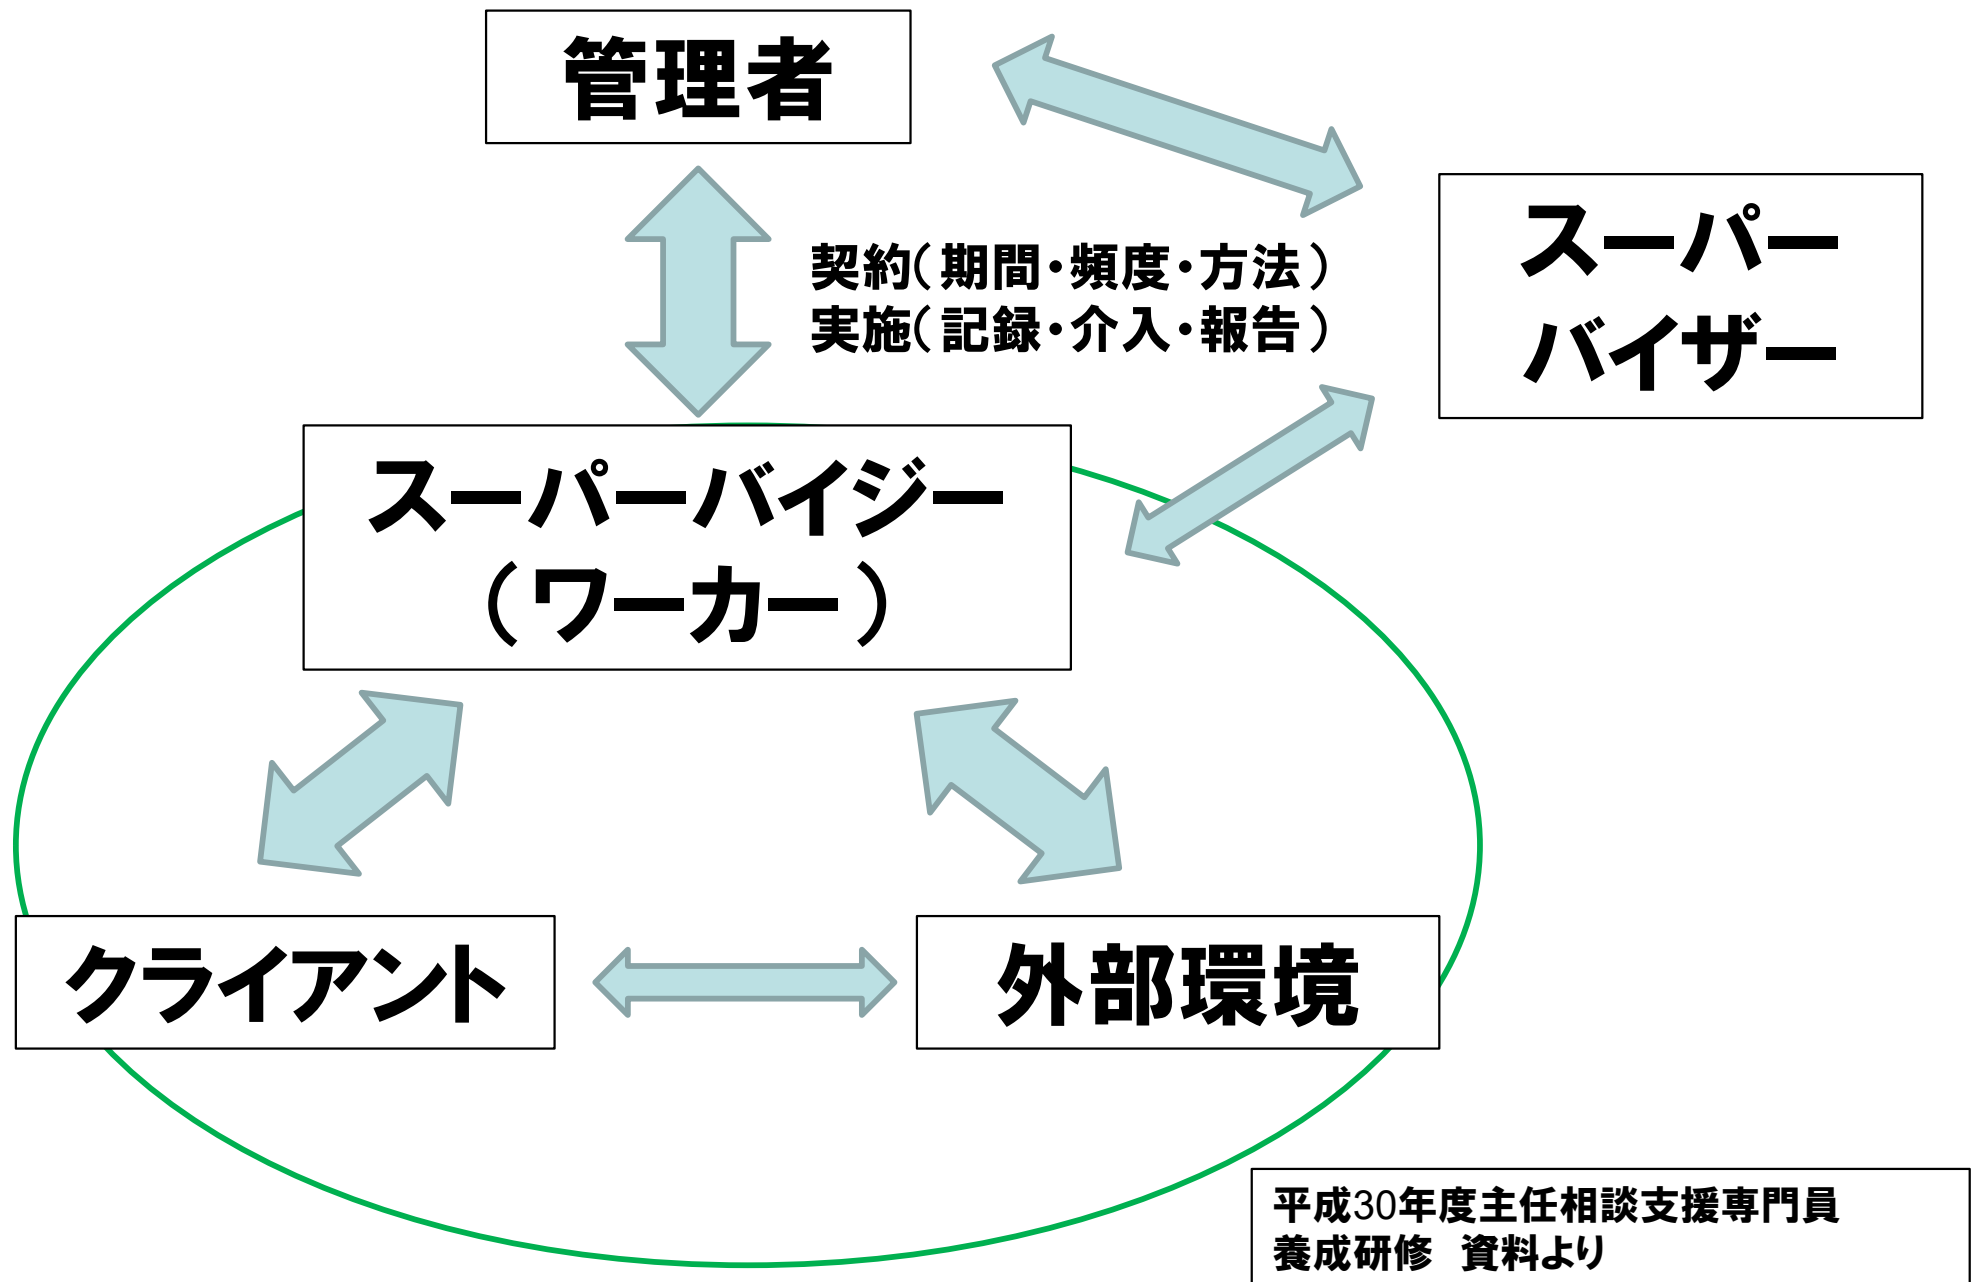 管理者
スーパー
バイザー
契約(期間・頻度・方法)
実施(記録・介入・報告)
スーパーバイジー
(ワーカー)
クライアント
外部環境
平成30年度主任相談支援専門員
養成研修　資料より